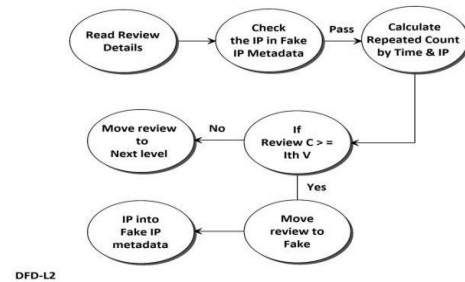 Read Review
Details
Check
the IP in Fake
IP Metadata
Pass
Calculate
Repeated Count
by Time & IP
Move review
to
Next level
No
If
Review C > =
Ith V
Yes
IP into
Fake IP
metadata
Move
review to
Fake
DFD-L2